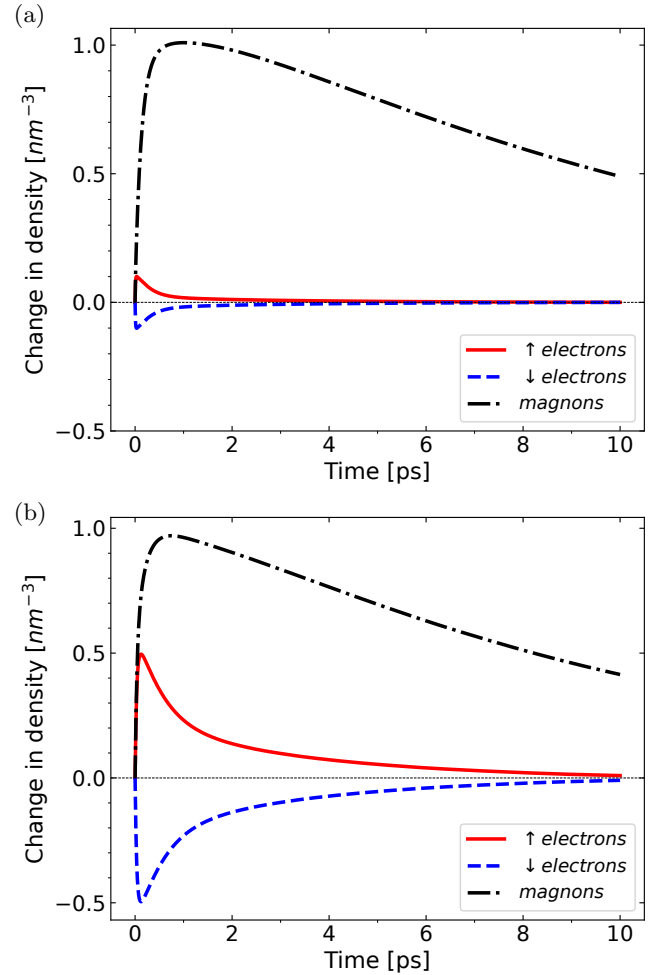 (a)
Change in density [nm⁻³]
1.0
0.5
0.0
−0.5
0 2 4 6 8 10
Time [ps]
↑ electrons
↓ electrons
magnons
(b)
Change in density [nm⁻³]
1.0
0.5
0.0
−0.5
0 2 4 6 8 10
Time [ps]
↑ electrons
↓ electrons
magnons